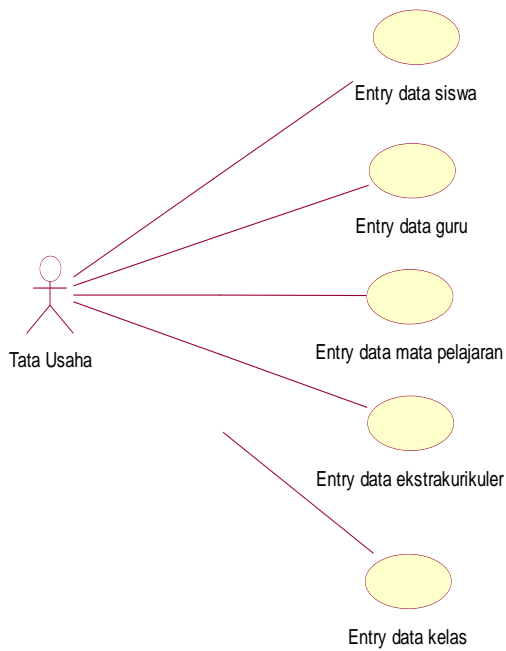 Entry data siswa
Entry data guru
Tata Usaha
Entry data mata pelajaran
Entry data ekstrakurikuler
Entry data kelas